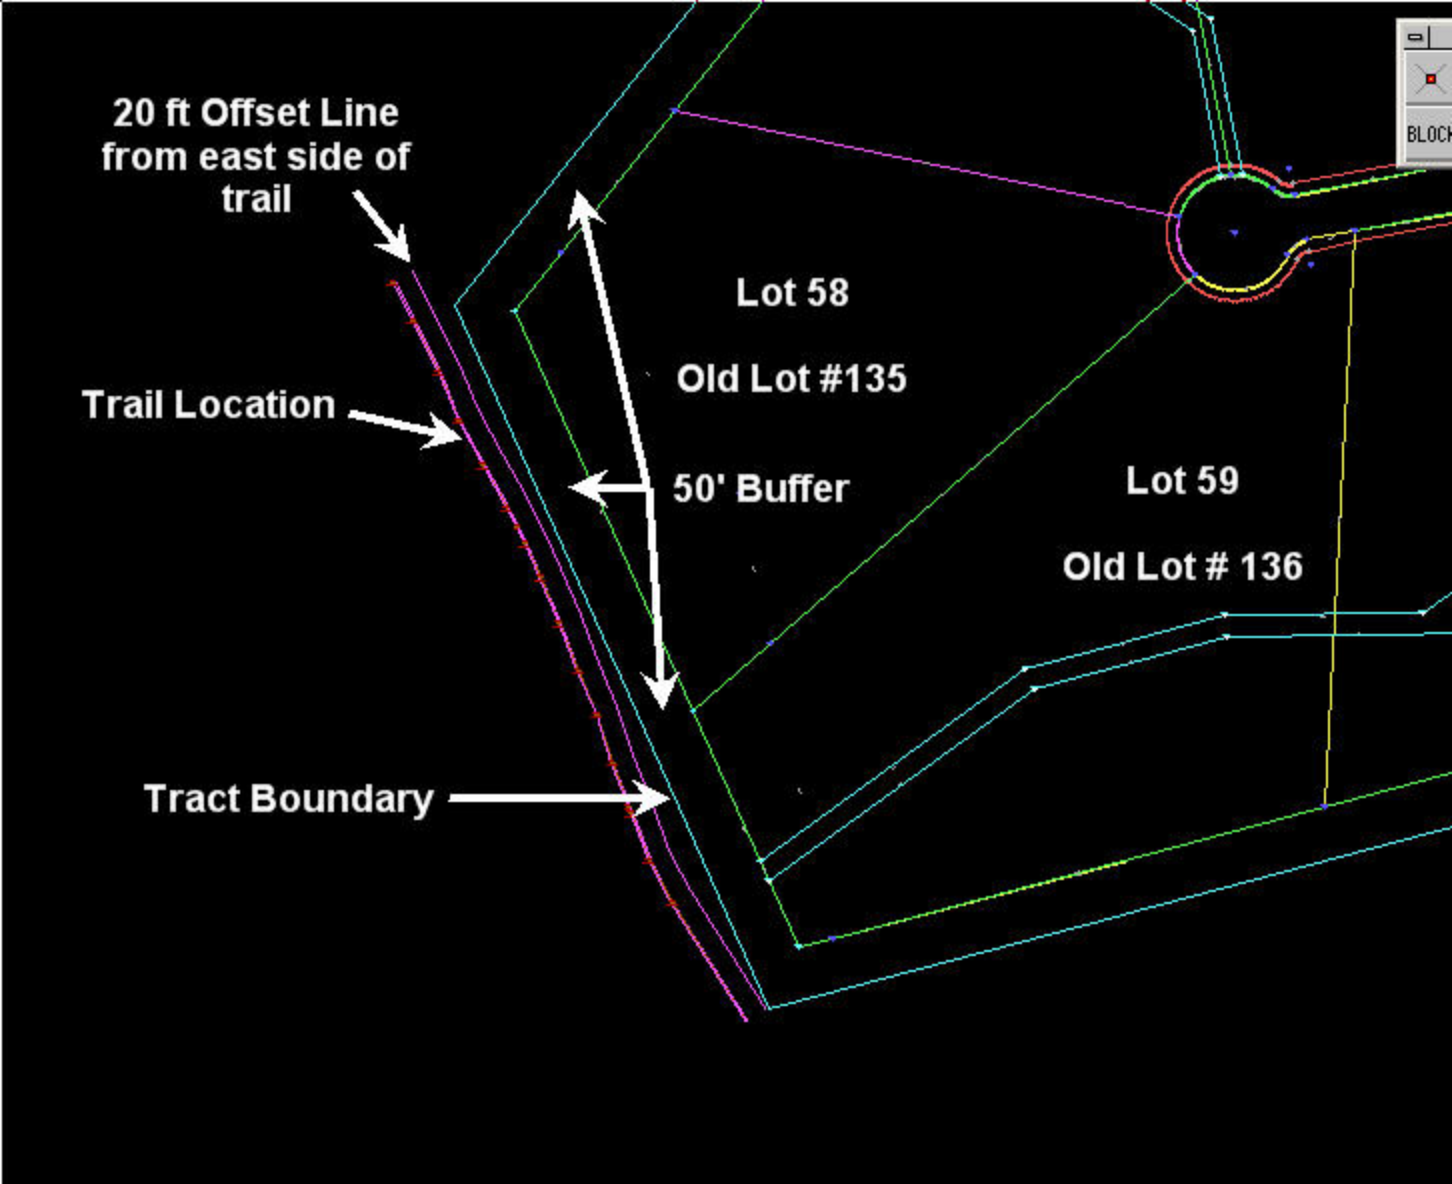 20 ft Offset Line
from east side of
trail
Lot 58
Old Lot #135
Trail Location
50' Buffer
Lot 59
Old Lot # 136
Tract Boundary
BLOCK